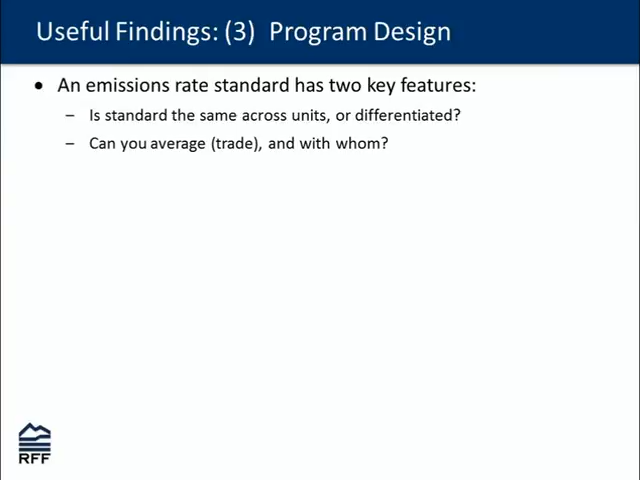 Useful Findings: (3) Program Design
• An emissions rate standard has two key features:
– Is standard the same across units, or differentiated?
– Can you average (trade), and with whom?
RFF